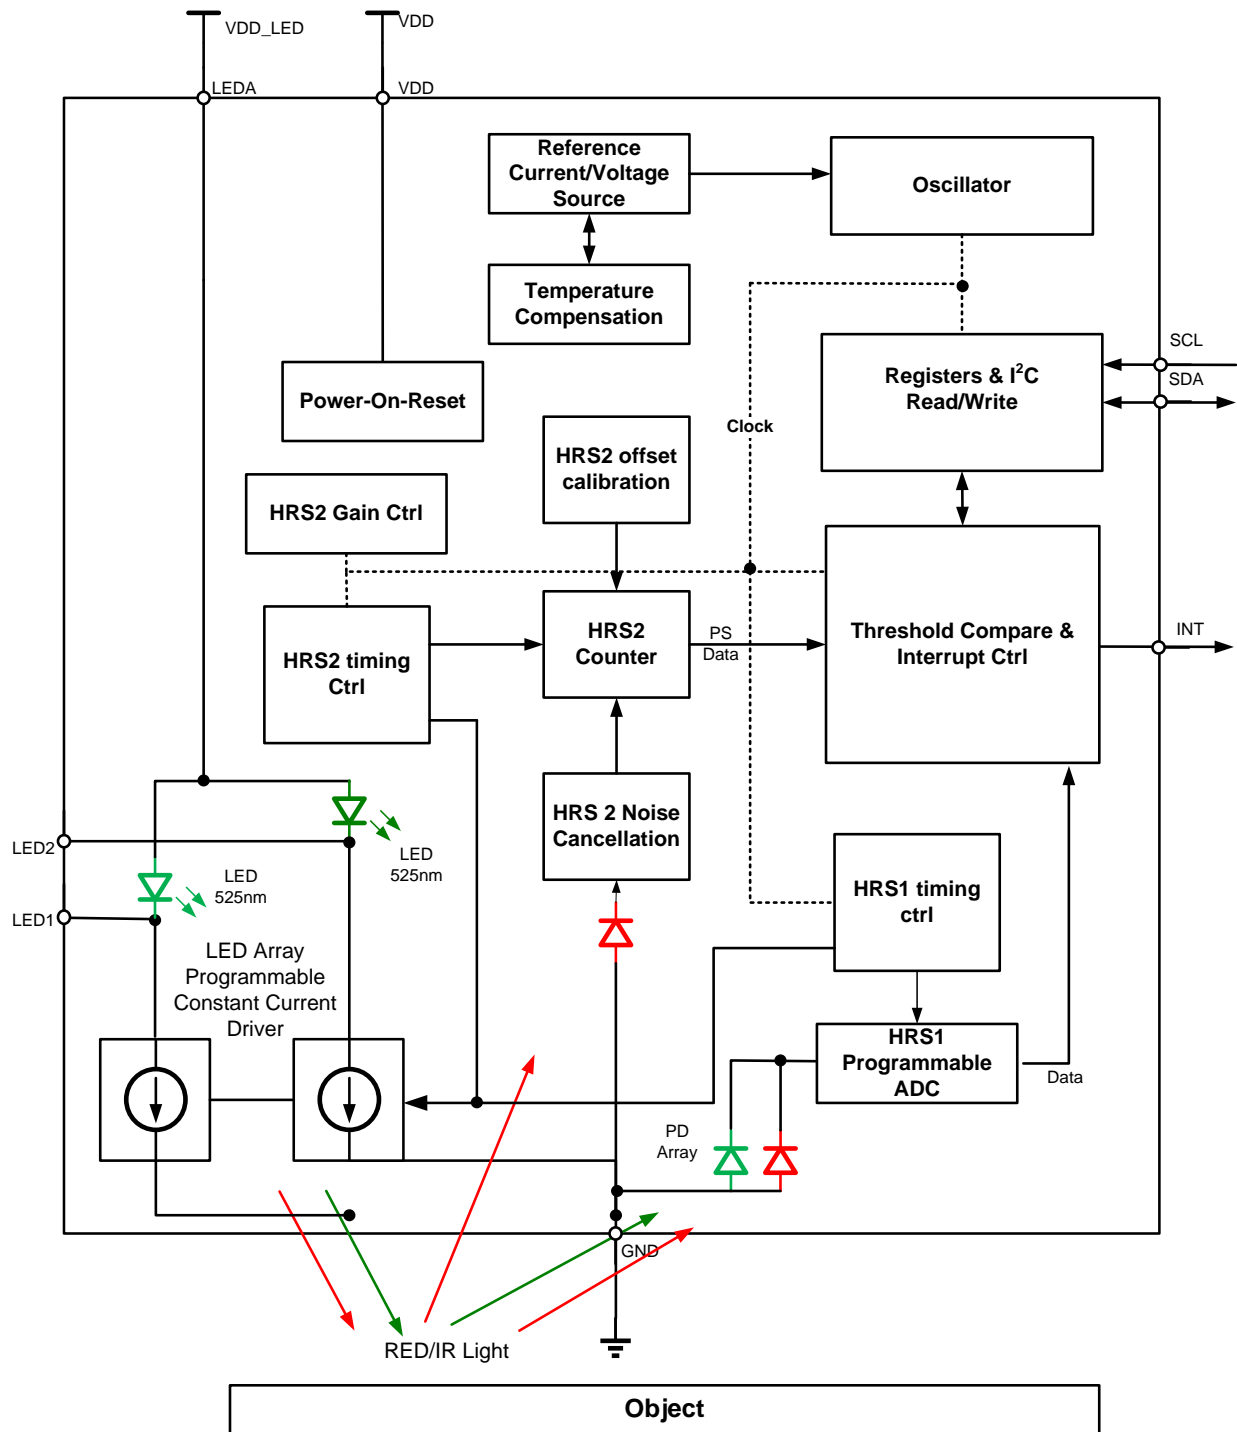 VDD_LED
VDD
LEDA
VDD
Reference
Current/Voltage
Source
Oscillator
Temperature
Compensation
SCL
SDA
Registers & I²C
Read/Write
Power-On-Reset
Clock
HRS2 offset
calibration
HRS2 Gain Ctrl
HRS2 timing
Ctrl
HRS2
Counter
PS
Data
Threshold Compare &
Interrupt Ctrl
INT
HRS 2 Noise
Cancellation
LED2
LED
525nm
LED
525nm
LED1
HRS1 timing
ctrl
LED Array
Programmable
Constant Current
Driver
HRS1
Programmable
ADC
Data
PD
Array
GND
RED/IR Light
Object